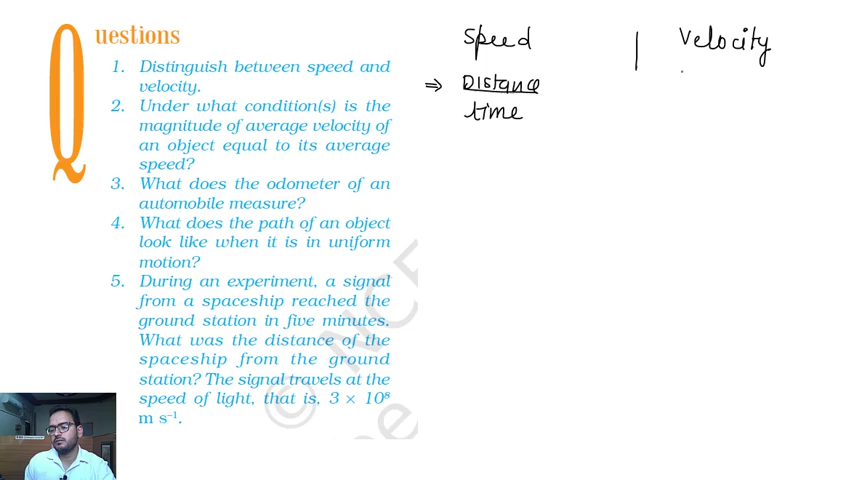 Questions
1. Distinguish between speed and
velocity.
2. Under what condition(s) is the
magnitude of average velocity of
an object equal to its average
speed?
3. What does the odometer of an
automobile measure?
4. What does the path of an object
look like when it is in uniform
motion?
5. During an experiment, a signal
from a spaceship reached the
ground station in five minutes.
What was the distance of the
spaceship from the ground
station? The signal travels at the
speed of light, that is, 3 × 10⁸
m s⁻¹.
Speed | Velocity
⇒ Distance
time
© NCE